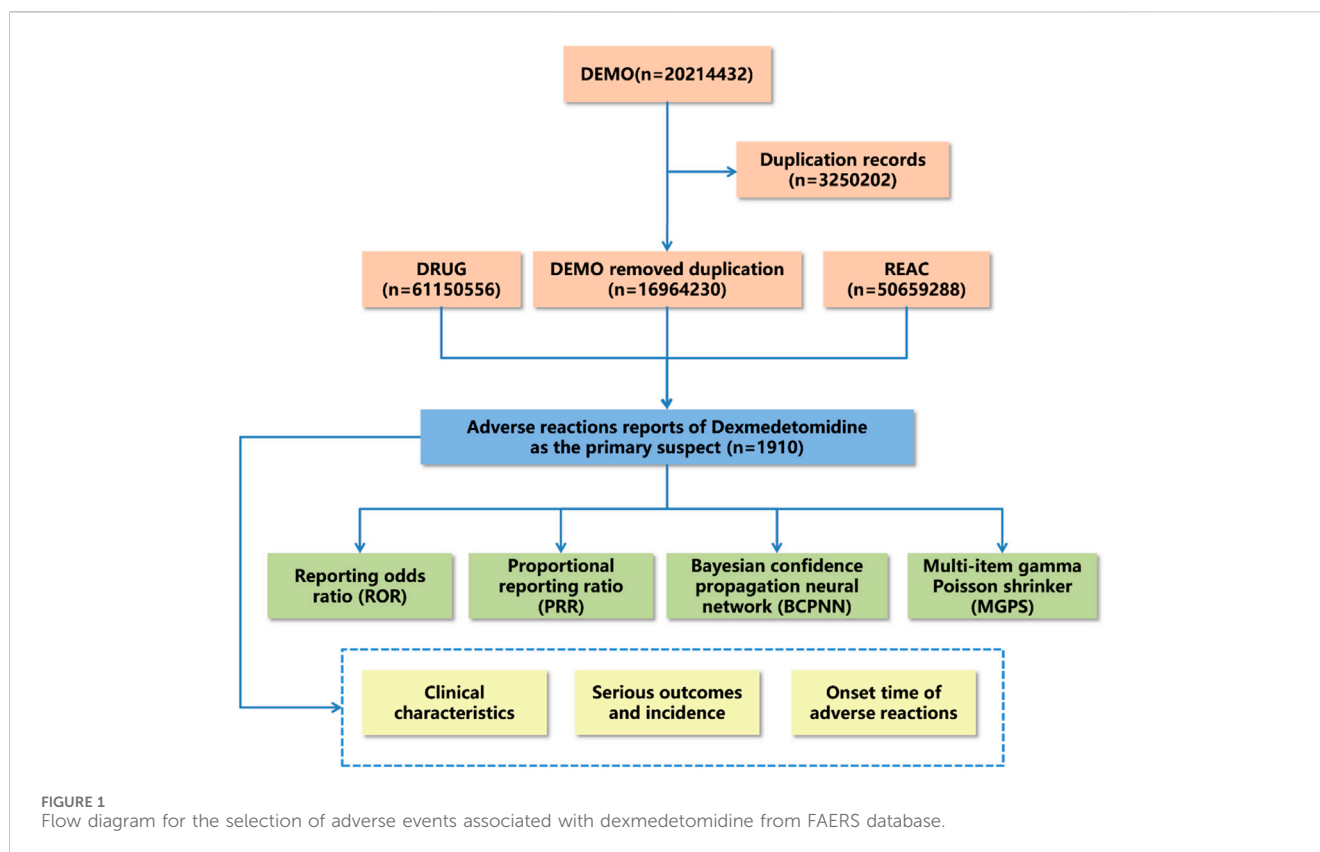 DEMO(n=20214432)
Duplication records
(n=3250202)
DRUG
(n=61150556)
DEMO removed duplication
(n=16964230)
REAC
(n=50659288)
Adverse reactions reports of Dexmedetomidine
as the primary suspect (n=1910)
Reporting odds
ratio (ROR)
Proportional
reporting ratio
(PRR)
Bayesian confidence
propagation neural
network (BCPNN)
Multi-item gamma
Poisson shrinker
(MGPS)
Clinical
characteristics
Serious outcomes
and incidence
Onset time of
adverse reactions
FIGURE 1
Flow diagram for the selection of adverse events associated with dexmedetomidine from FAERS database.